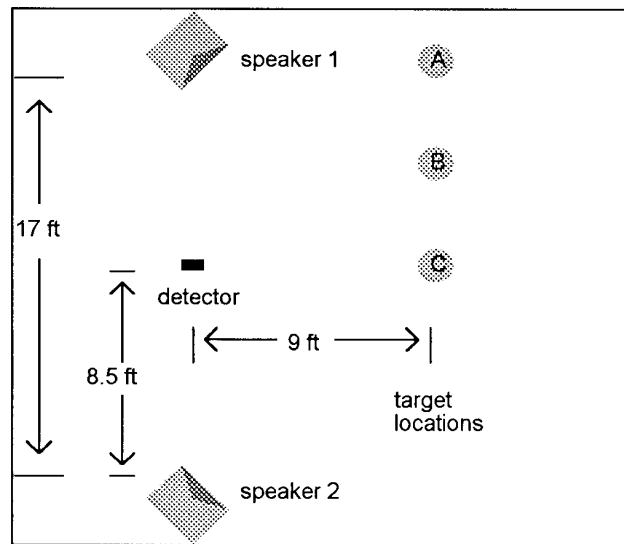 speaker 1
A
B
17 ft
C
detector
9 ft
8.5 ft
target
locations
speaker 2